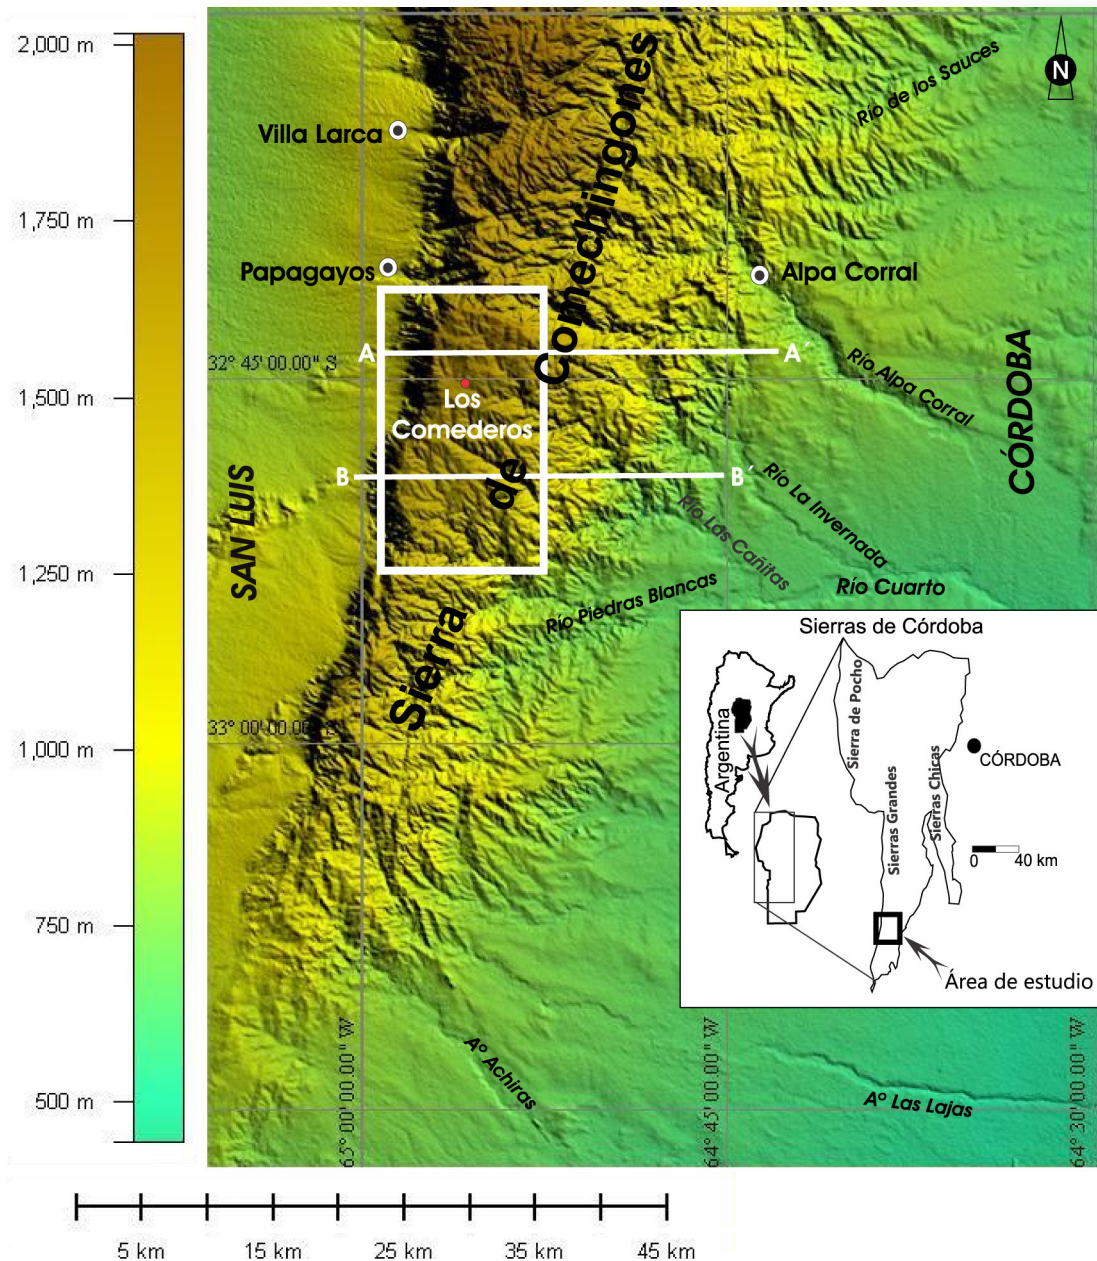 2,000 m
1,750 m
1,500 m
1,250 m
1,000 m
750 m
500 m
N
Río de los Sauces
Villa Larca
Comechingones
Papagayos
Alpa Corral
A
A´
32° 45' 00.00" S
Río Alpa Corral
CÓRDOBA
Los
Comederos
B
B´
de
SAN LUIS
Río La Invernada
Río Las Cañitas
Río Cuarto
Río Piedras Blancas
Sierra
33° 00' 00.00" S
Sierras de Córdoba
Argentina
Sierra de Pocho
Sierras Grandes
Sierras Chicas
CÓRDOBA
0 40 km
Área de estudio
Aº Achiras
Aº Las Lajas
65° 00' 00.00" W
64° 45' 00.00" W
64° 30' 00.00" W
5 km 15 km 25 km 35 km 45 km